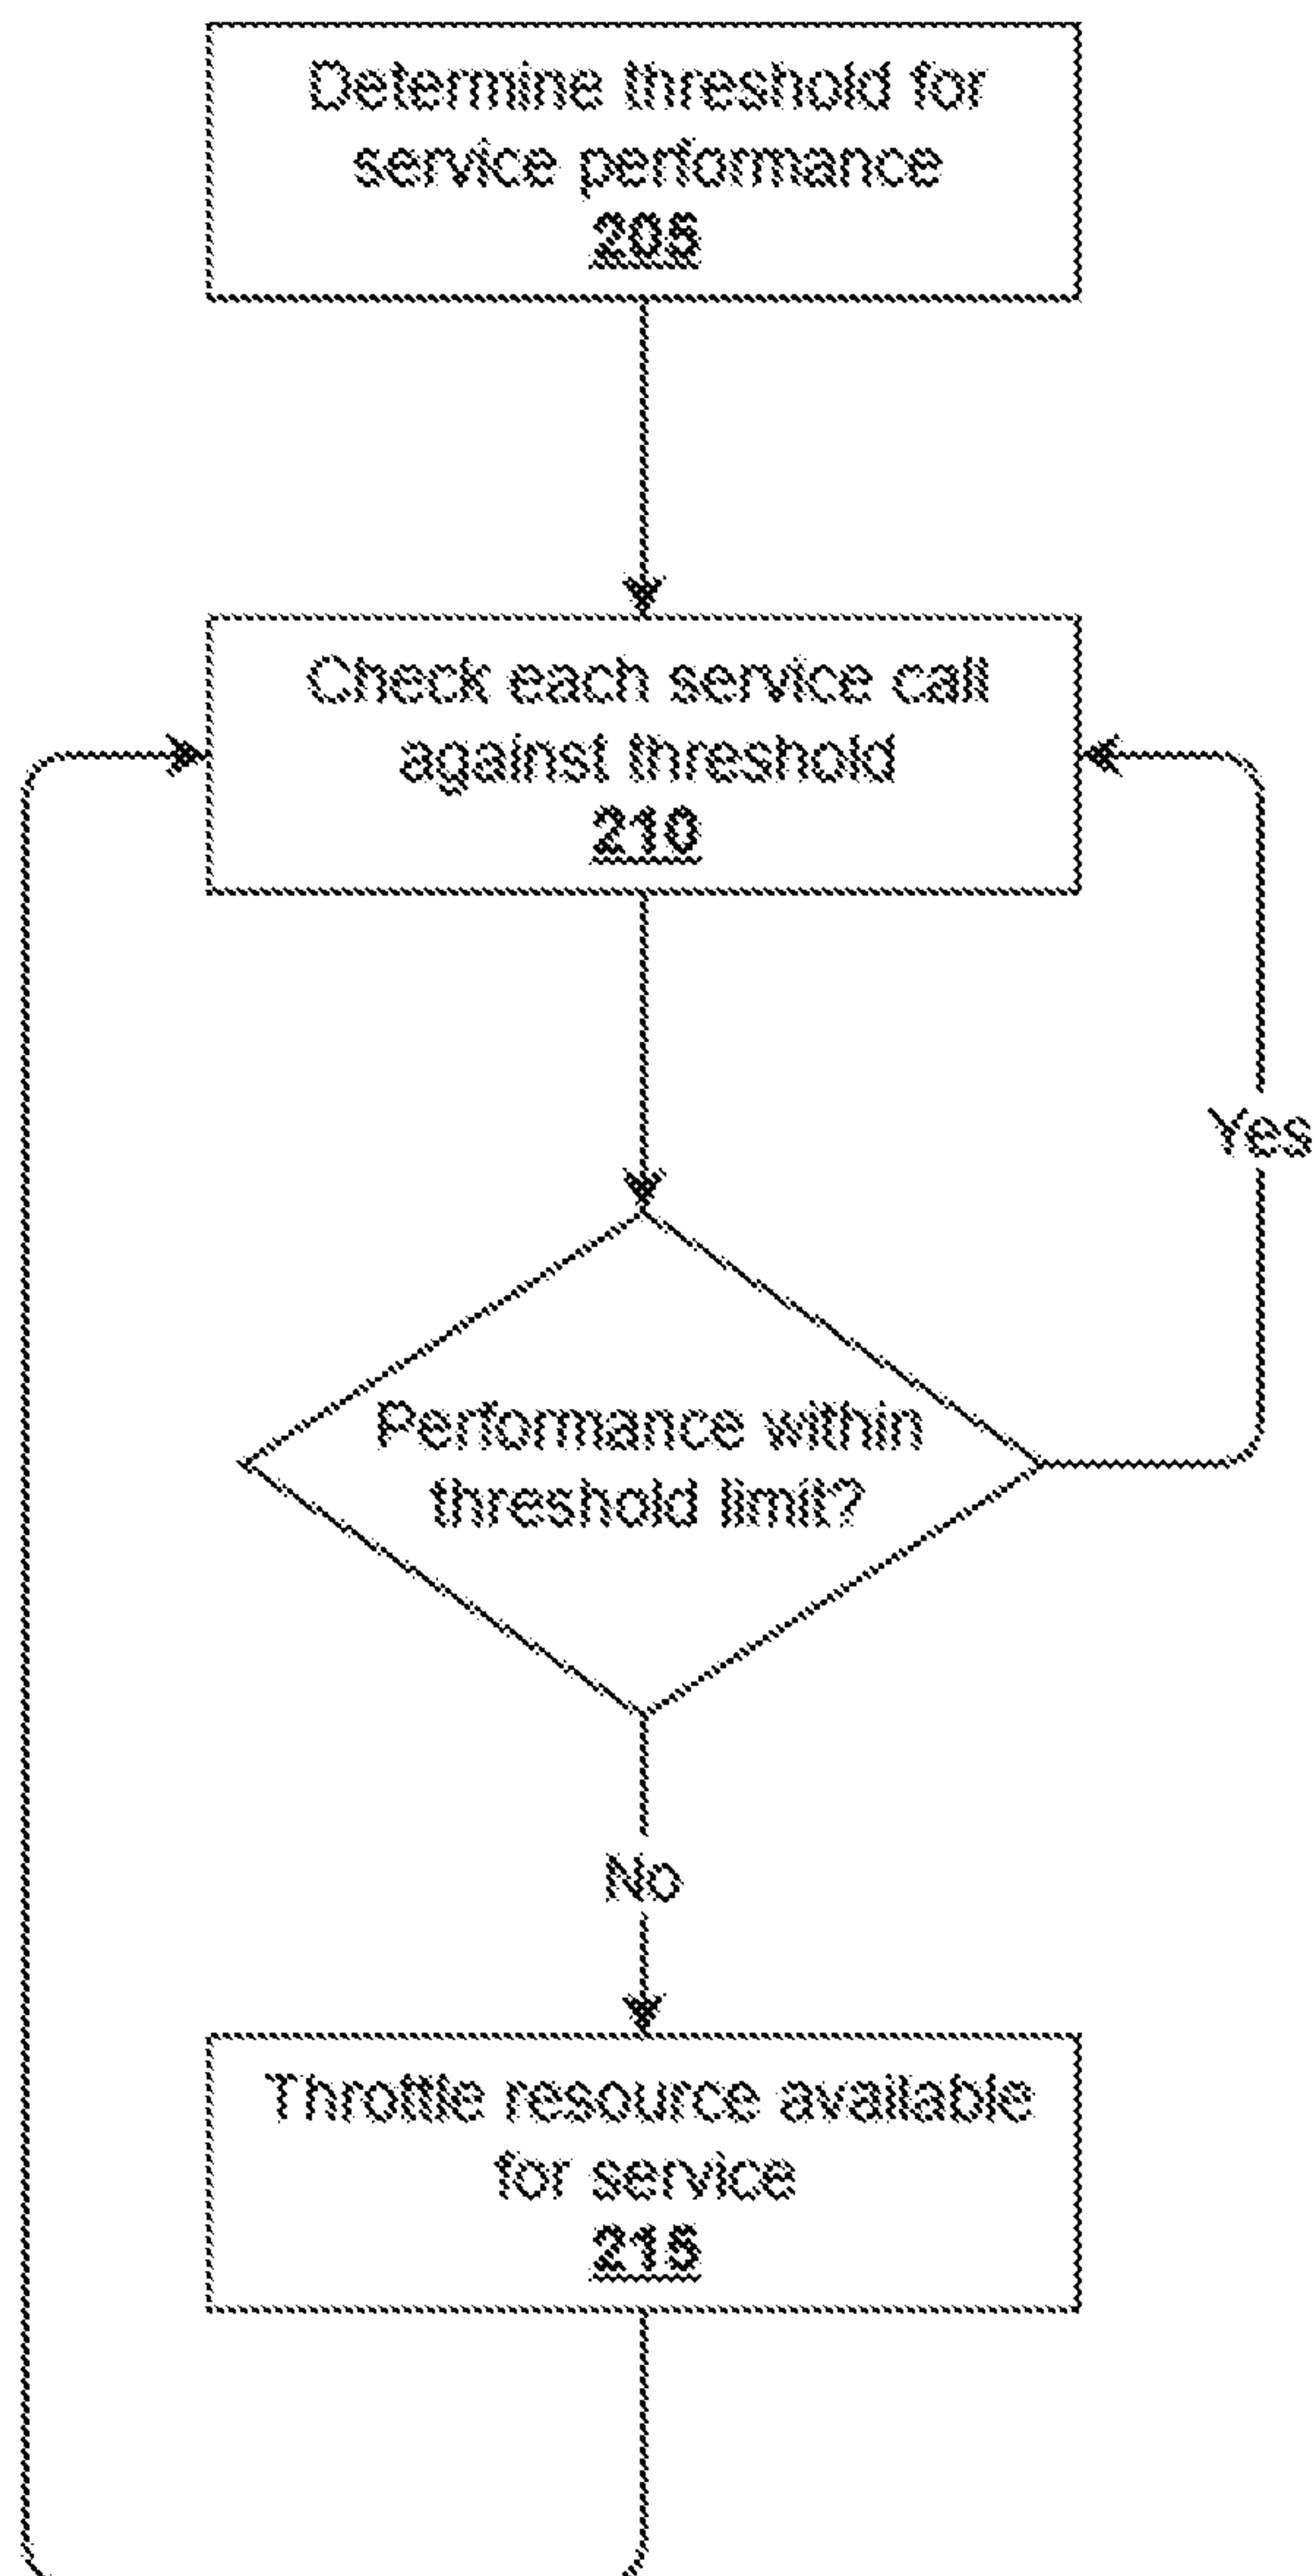 Determine threshold for
service performance
205
Check each service call
against threshold
210
Yes
Performance within
threshold limit?
No
Throttle resource available
for service
215